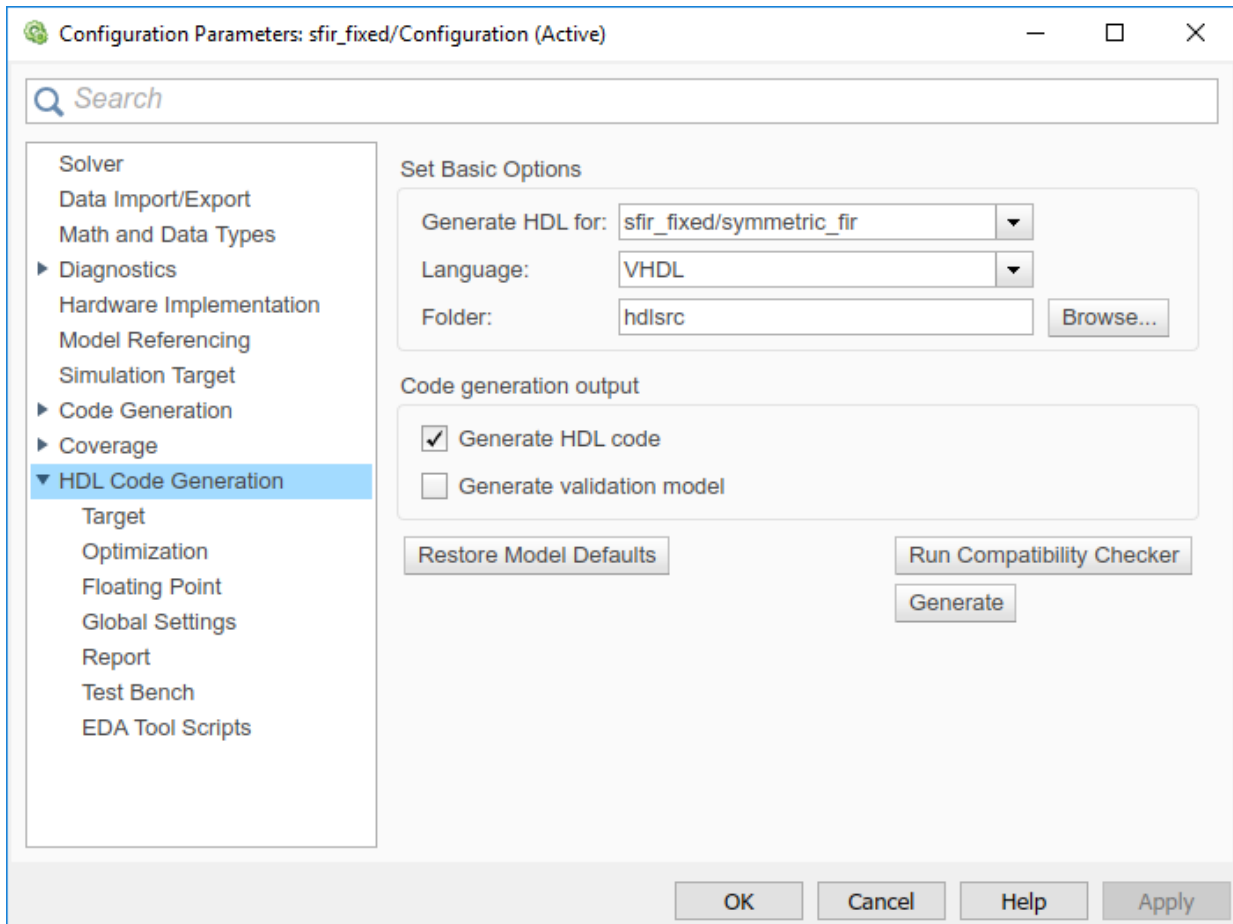 Configuration Parameters: sfir_fixed/Configuration (Active)
Search
Solver
Data Import/Export
Math and Data Types
Diagnostics
Hardware Implementation
Model Referencing
Simulation Target
Code Generation
Coverage
HDL Code Generation
Target
Optimization
Floating Point
Global Settings
Report
Test Bench
EDA Tool Scripts
Set Basic Options
Generate HDL for: sfir_fixed/symmetric_fir
Language: VHDL
Folder: hdlsrc Browse...
Code generation output
Generate HDL code
Generate validation model
Restore Model Defaults Run Compatibility Checker
Generate
OK Cancel Help Apply